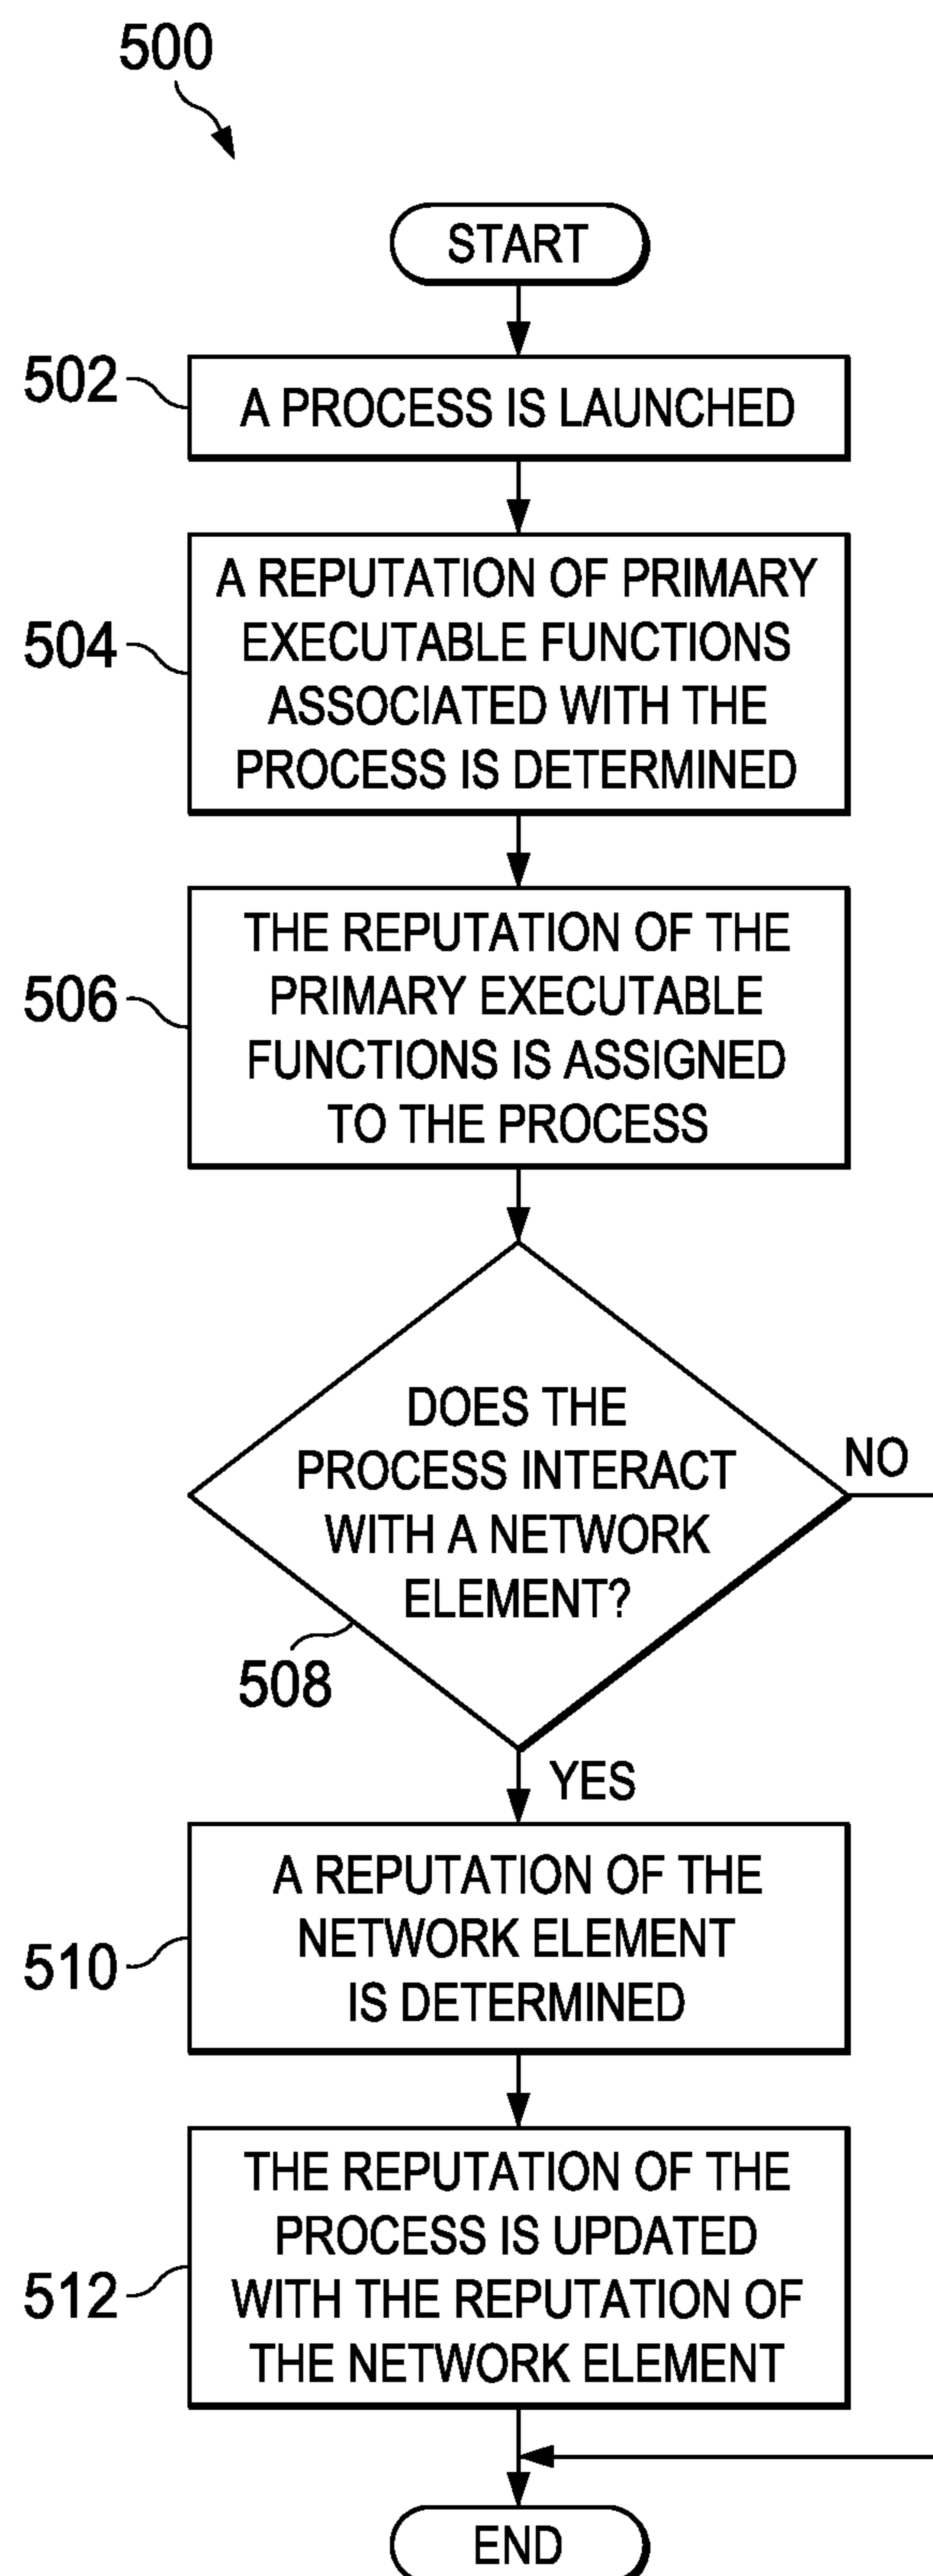 500
START
502
A PROCESS IS LAUNCHED
504
A REPUTATION OF PRIMARY
EXECUTABLE FUNCTIONS
ASSOCIATED WITH THE
PROCESS IS DETERMINED
506
THE REPUTATION OF THE
PRIMARY EXECUTABLE
FUNCTIONS IS ASSIGNED
TO THE PROCESS
DOES THE
PROCESS INTERACT
WITH A NETWORK
ELEMENT?
NO
508
YES
510
A REPUTATION OF THE
NETWORK ELEMENT
IS DETERMINED
512
THE REPUTATION OF THE
PROCESS IS UPDATED
WITH THE REPUTATION OF
THE NETWORK ELEMENT
END